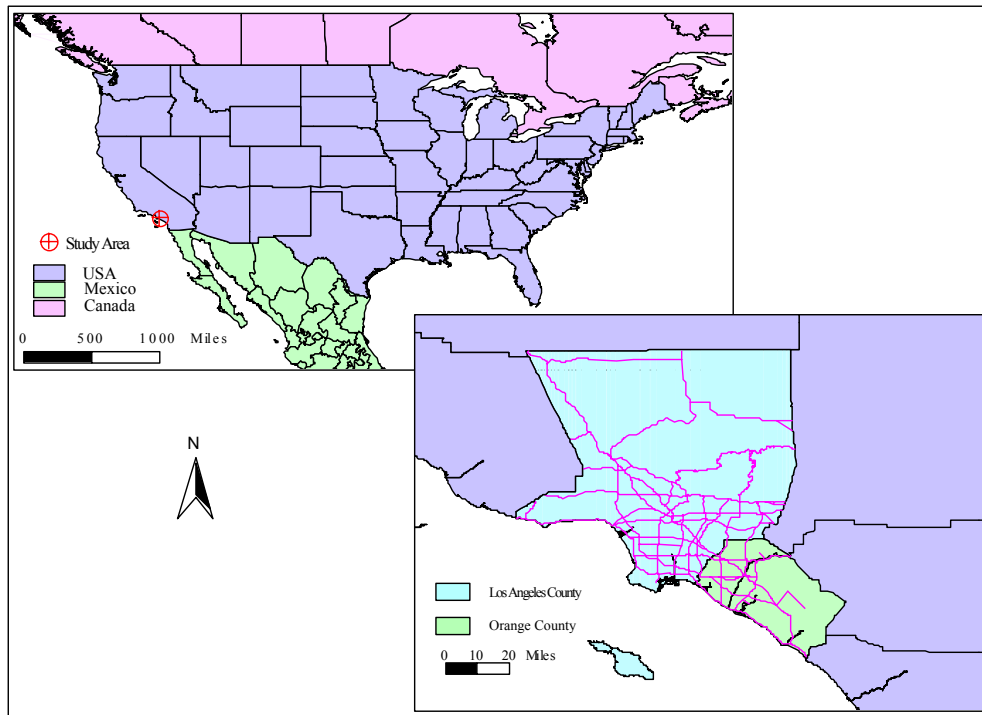 Study Area
USA
Mexico
Canada
0 500 1000 Miles
N
Los Angeles County
Orange County
0 10 20 Miles